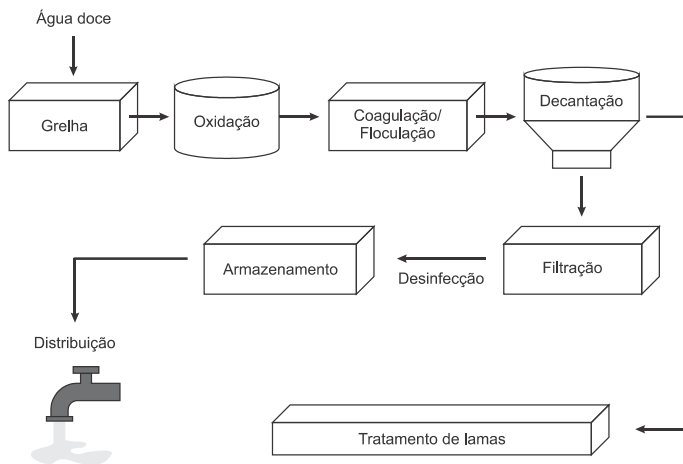 Água doce
Grelha
Oxidação
Coagulação/
Floculação
Decantação
Armazenamento
Desinfecção
Filtração
Distribuição
Tratamento de lamas